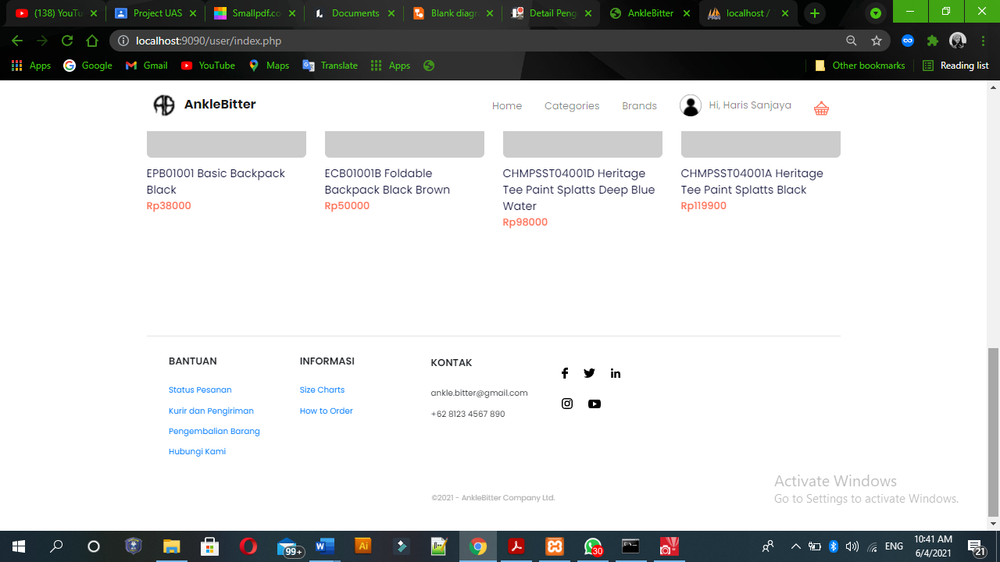 (138) YouTu
Project UAS
Smallpdf.co
Documents
Blank diagr
Detail Peng
AnkleBitter
localhost /
localhost:9090/user/index.php
Apps
Google
Gmail
YouTube
Maps
Translate
Apps
Other bookmarks
Reading list
AnkleBitter
Home
Categories
Brands
Hi, Haris Sanjaya
EPB01001 Basic Backpack
Black
Rp38000
ECB01001B Foldable
Backpack Black Brown
Rp50000
CHMPSST04001D Heritage
Tee Paint Splatts Deep Blue
Water
Rp98000
CHMPSST04001A Heritage
Tee Paint Splatts Black
Rp119900
BANTUAN
Status Pesanan
Kurir dan Pengiriman
Pengembalian Barang
Hubungi Kami
INFORMASI
Size Charts
How to Order
KONTAK
ankle.bitter@gmail.com
+62 8123 4567 890
©2021 - AnkleBitter Company Ltd.
Activate Windows
Go to Settings to activate Windows.
99+
30
ENG
10:41 AM
6/4/2021
21